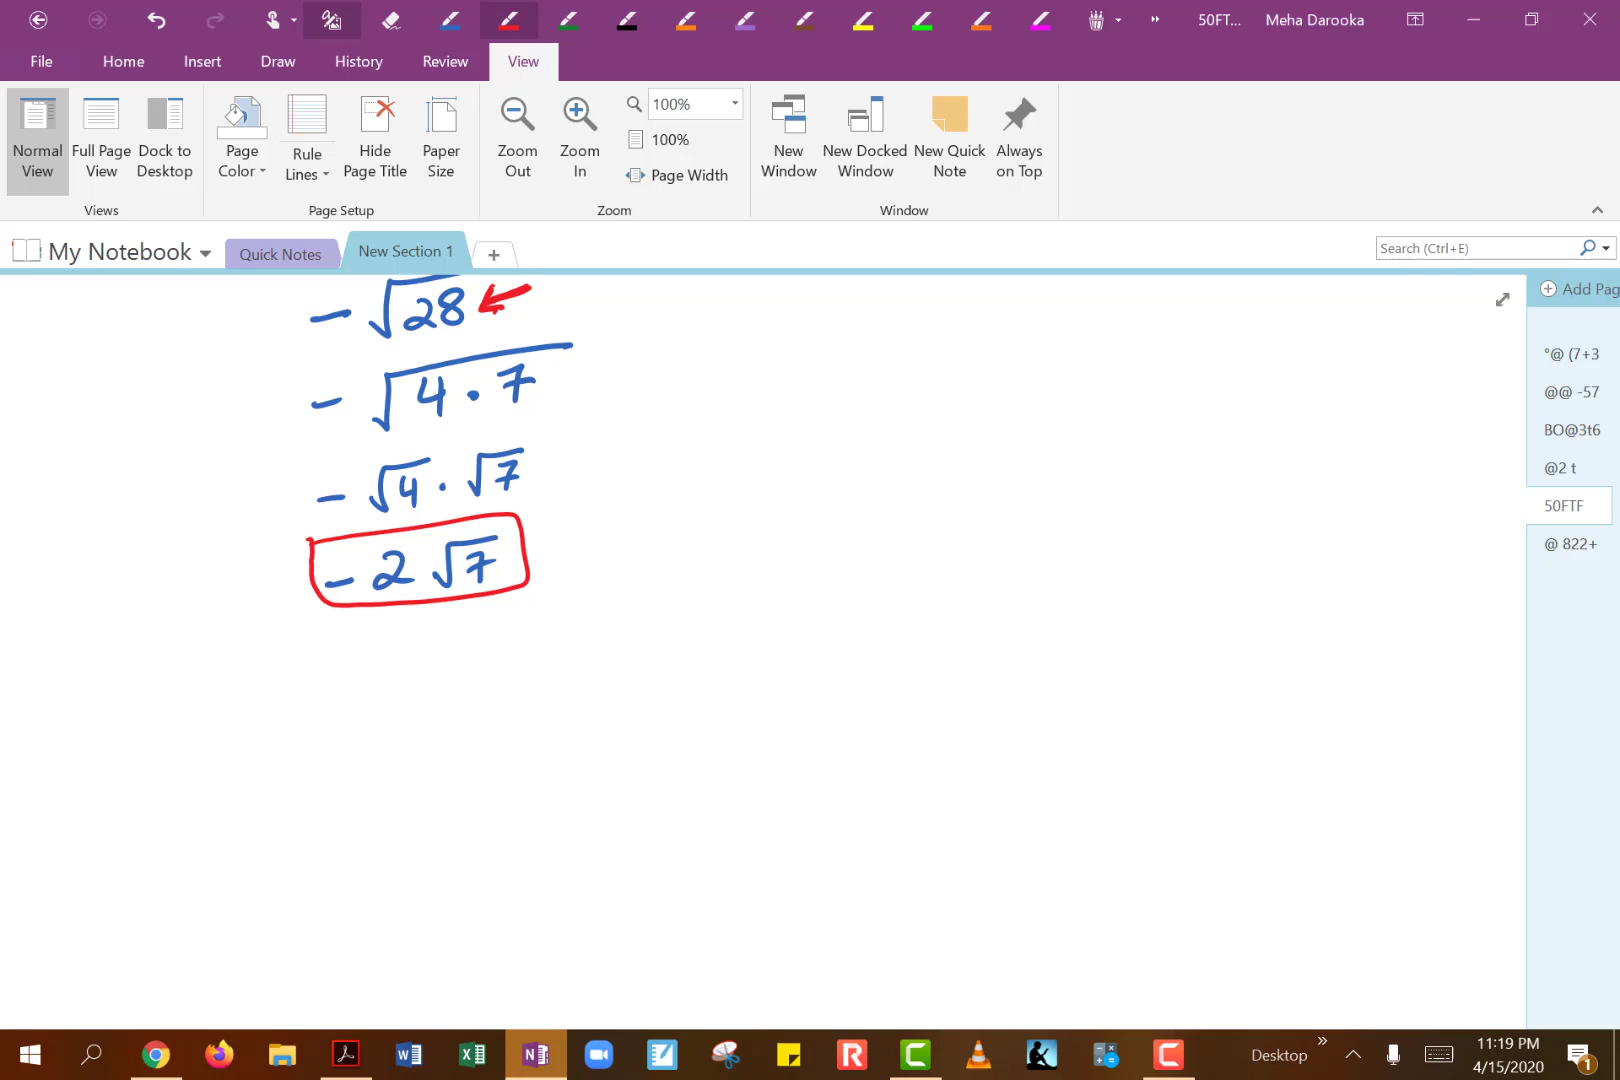 50FT... Meha Darooka
File Home Insert Draw History Review View
Normal View Full Page View Dock to Desktop Page Color Rule Lines Hide Page Title Paper Size Zoom Out Zoom In 100% 100% Page Width New Window New Docked Window New Quick Note Always on Top
Views Page Setup Zoom Window
My Notebook Quick Notes New Section 1 + Search (Ctrl+E)
Add Pag
°@ (7+3
@@ -57
BO@3t6
@2 t
50FTF
@ 822+
- √28
- √4 · 7
- √4 · √7
- 2 √7
Desktop 11:19 PM
4/15/2020
1